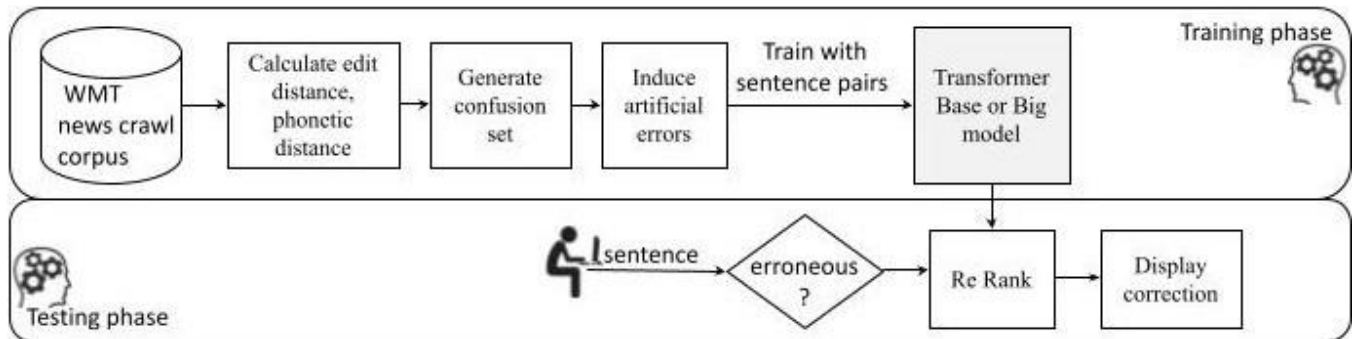 WMT
news crawl
corpus
Calculate edit
distance,
phonetic
distance
Generate
confusion
set
Induce
artificial
errors
Train with
sentence pairs
Transformer
Base or Big
model
Training phase
Testing phase
sentence
erroneous
?
Re Rank
Display
correction